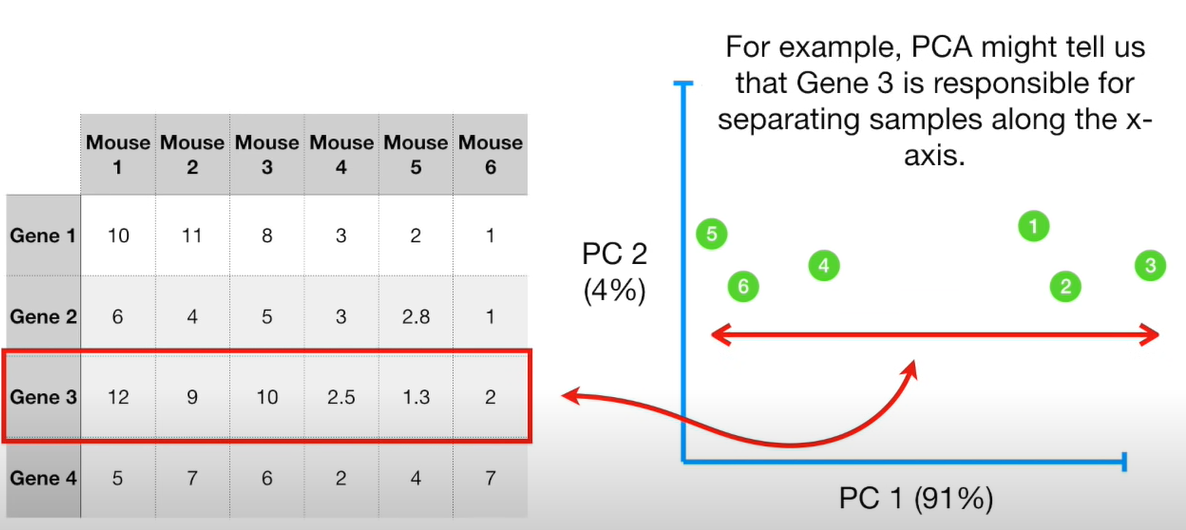 For example, PCA might tell us
that Gene 3 is responsible for
separating samples along the x-
axis.
Mouse 1 Mouse 2 Mouse 3 Mouse 4 Mouse 5 Mouse 6
Gene 1 10 11 8 3 2 1
Gene 2 6 4 5 3 2.8 1
Gene 3 12 9 10 2.5 1.3 2
Gene 4 5 7 6 2 4 7
PC 2
(4%)
5
6
4
1
2
3
PC 1 (91%)